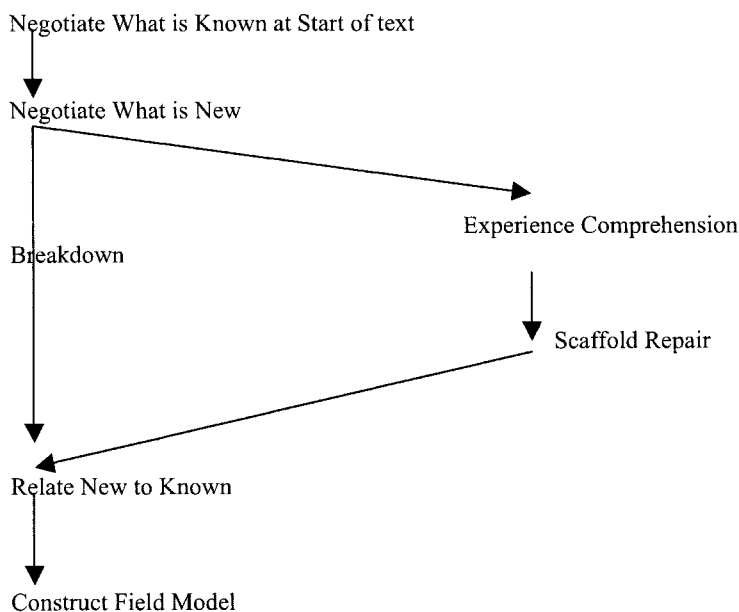 Negotiate What is Known at Start of text
Negotiate What is New
Experience Comprehension
Breakdown
Scaffold Repair
Relate New to Known
Construct Field Model